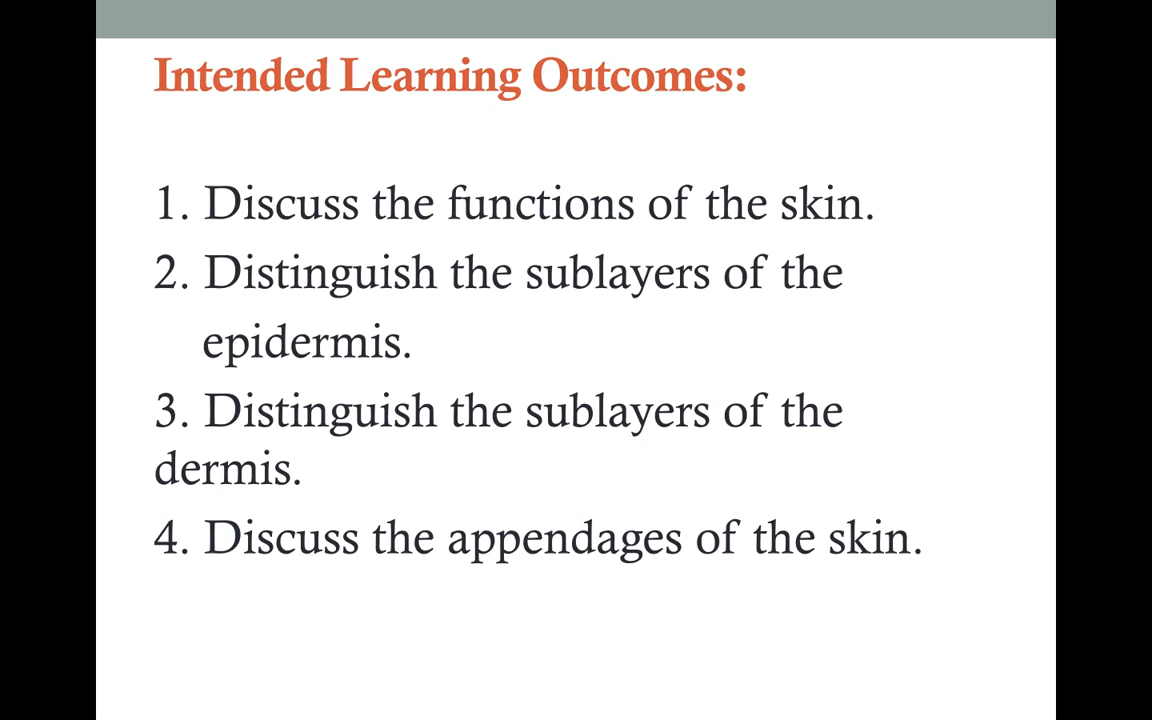 Intended Learning Outcomes:
1. Discuss the functions of the skin.
2. Distinguish the sublayers of the
epidermis.
3. Distinguish the sublayers of the
dermis.
4. Discuss the appendages of the skin.